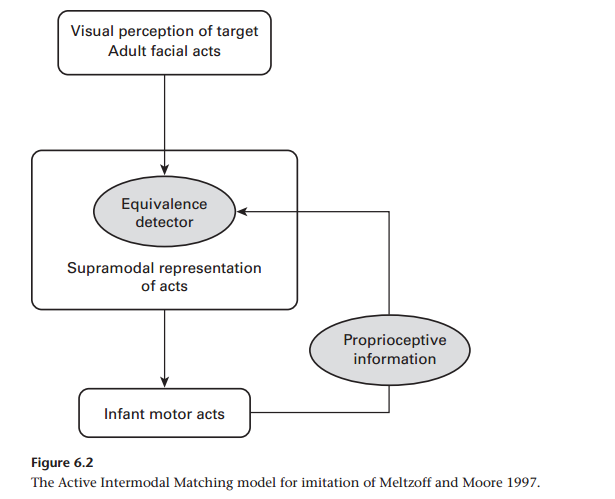 Visual perception of target
Adult facial acts
Equivalence
detector
Supramodal representation
of acts
Proprioceptive
information
Infant motor acts
Figure 6.2
The Active Intermodal Matching model for imitation of Meltzoff and Moore 1997.